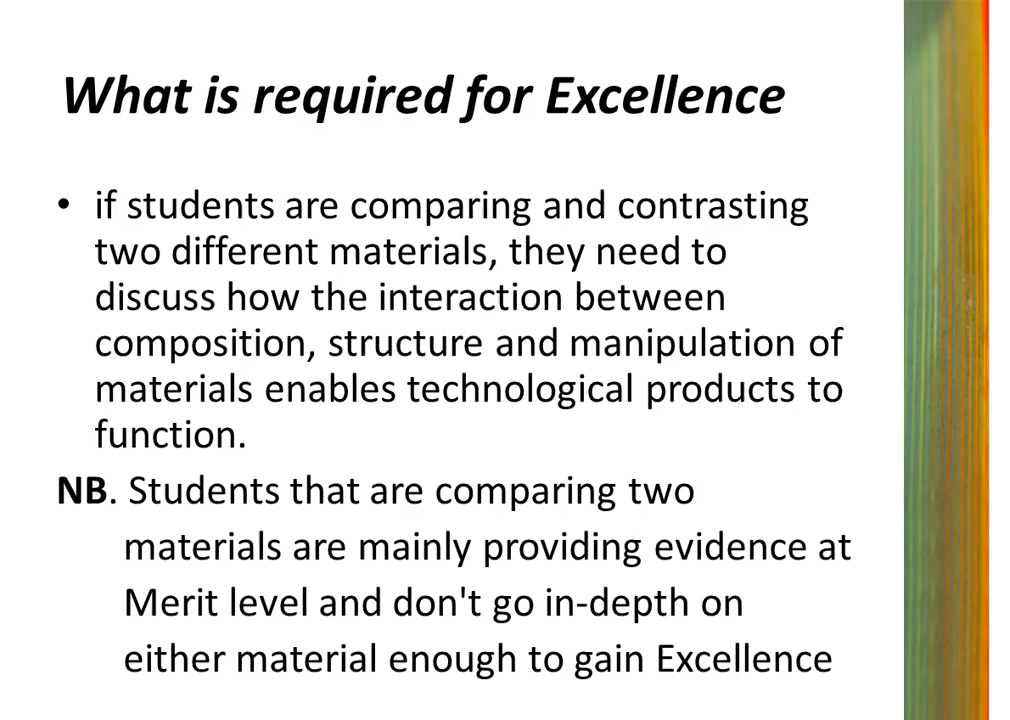 What is required for Excellence
• if students are comparing and contrasting
two different materials, they need to
discuss how the interaction between
composition, structure and manipulation of
materials enables technological products to
function.
NB. Students that are comparing two
materials are mainly providing evidence at
Merit level and don't go in-depth on
either material enough to gain Excellence